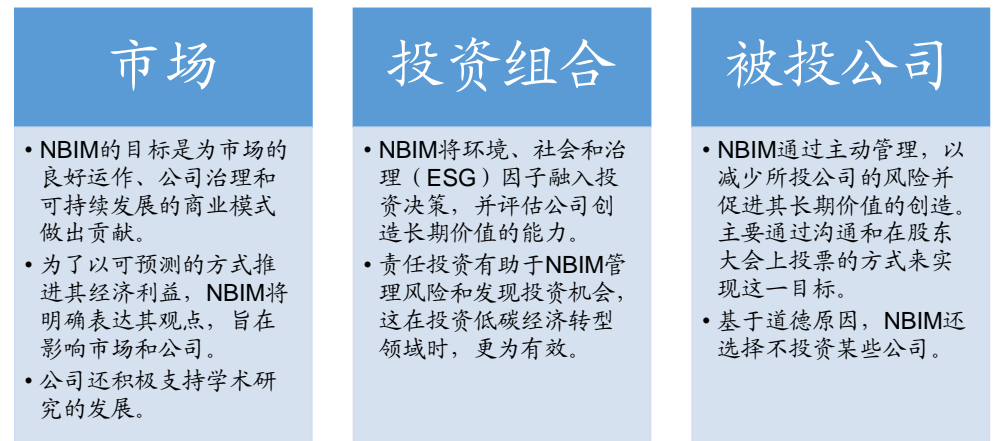 市场
• NBIM的目标是为市场的
良好运作、公司治理和
可持续发展的商业模式
做出贡献。
• 为了以可预测的方式推
进其经济利益，NBIM将
明确表达其观点，旨在
影响市场和公司。
• 公司还积极支持学术研
究的发展。
投资组合
• NBIM将环境、社会和治
理（ESG）因子融入投
资决策，并评估公司创
造长期价值的能力。
• 责任投资有助于NBIM管
理风险和发现投资机会，
这在投资低碳经济转型
领域时，更为有效。
被投公司
• NBIM通过主动管理，以
减少所投公司的风险并
促进其长期价值的创造。
主要通过沟通和在股东
大会上投票的方式来实
现这一目标。
• 基于道德原因，NBIM还
选择不投资某些公司。